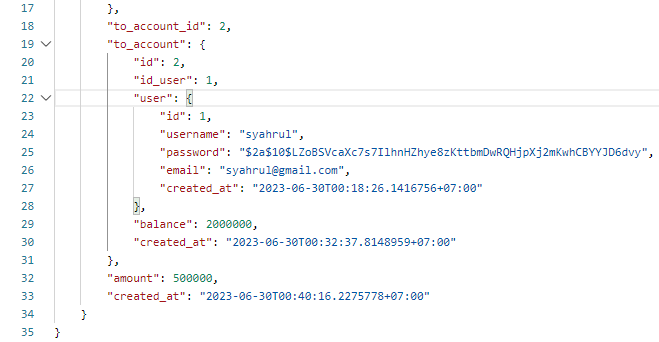 17 },
18 "to_account_id": 2,
19 "to_account": {
20 "id": 2,
21 "id_user": 1,
22 "user": {
23 "id": 1,
24 "username": "syahrul",
25 "password": "$2a$10$LZoBSVcaXc7s7IlhnHZhye8zKttbmDwRQHjpXj2mKwhCBYYJD6dvy",
26 "email": "syahrul@gmail.com",
27 "created_at": "2023-06-30T00:18:26.1416756+07:00"
28 },
29 "balance": 2000000,
30 "created_at": "2023-06-30T00:32:37.8148959+07:00"
31 },
32 "amount": 500000,
33 "created_at": "2023-06-30T00:40:16.2275778+07:00"
34 }
35 }